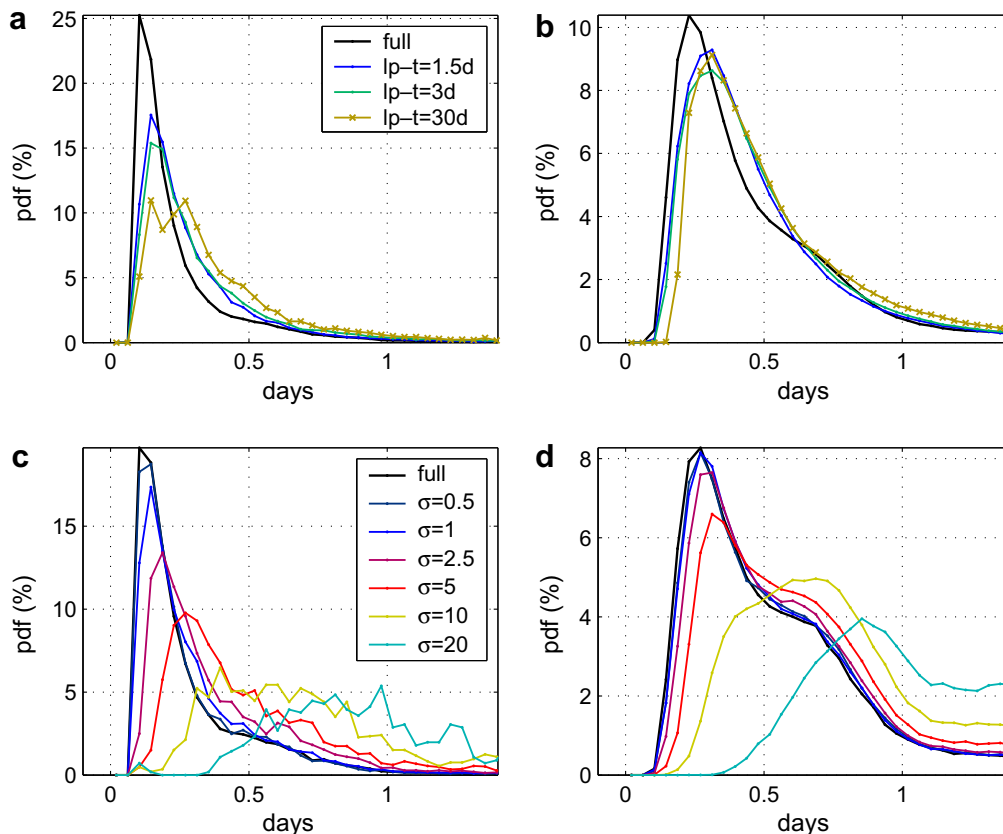 a
25
20
15
10
5
0
pdf (%)
0
0.5
1
days
full
lp–t=1.5d
lp–t=3d
lp–t=30d
b
10
8
6
4
2
0
pdf (%)
0
0.5
1
days
c
15
10
5
0
pdf (%)
0
0.5
1
days
full
σ=0.5
σ=1
σ=2.5
σ=5
σ=10
σ=20
d
8
6
4
2
0
pdf (%)
0
0.5
1
days